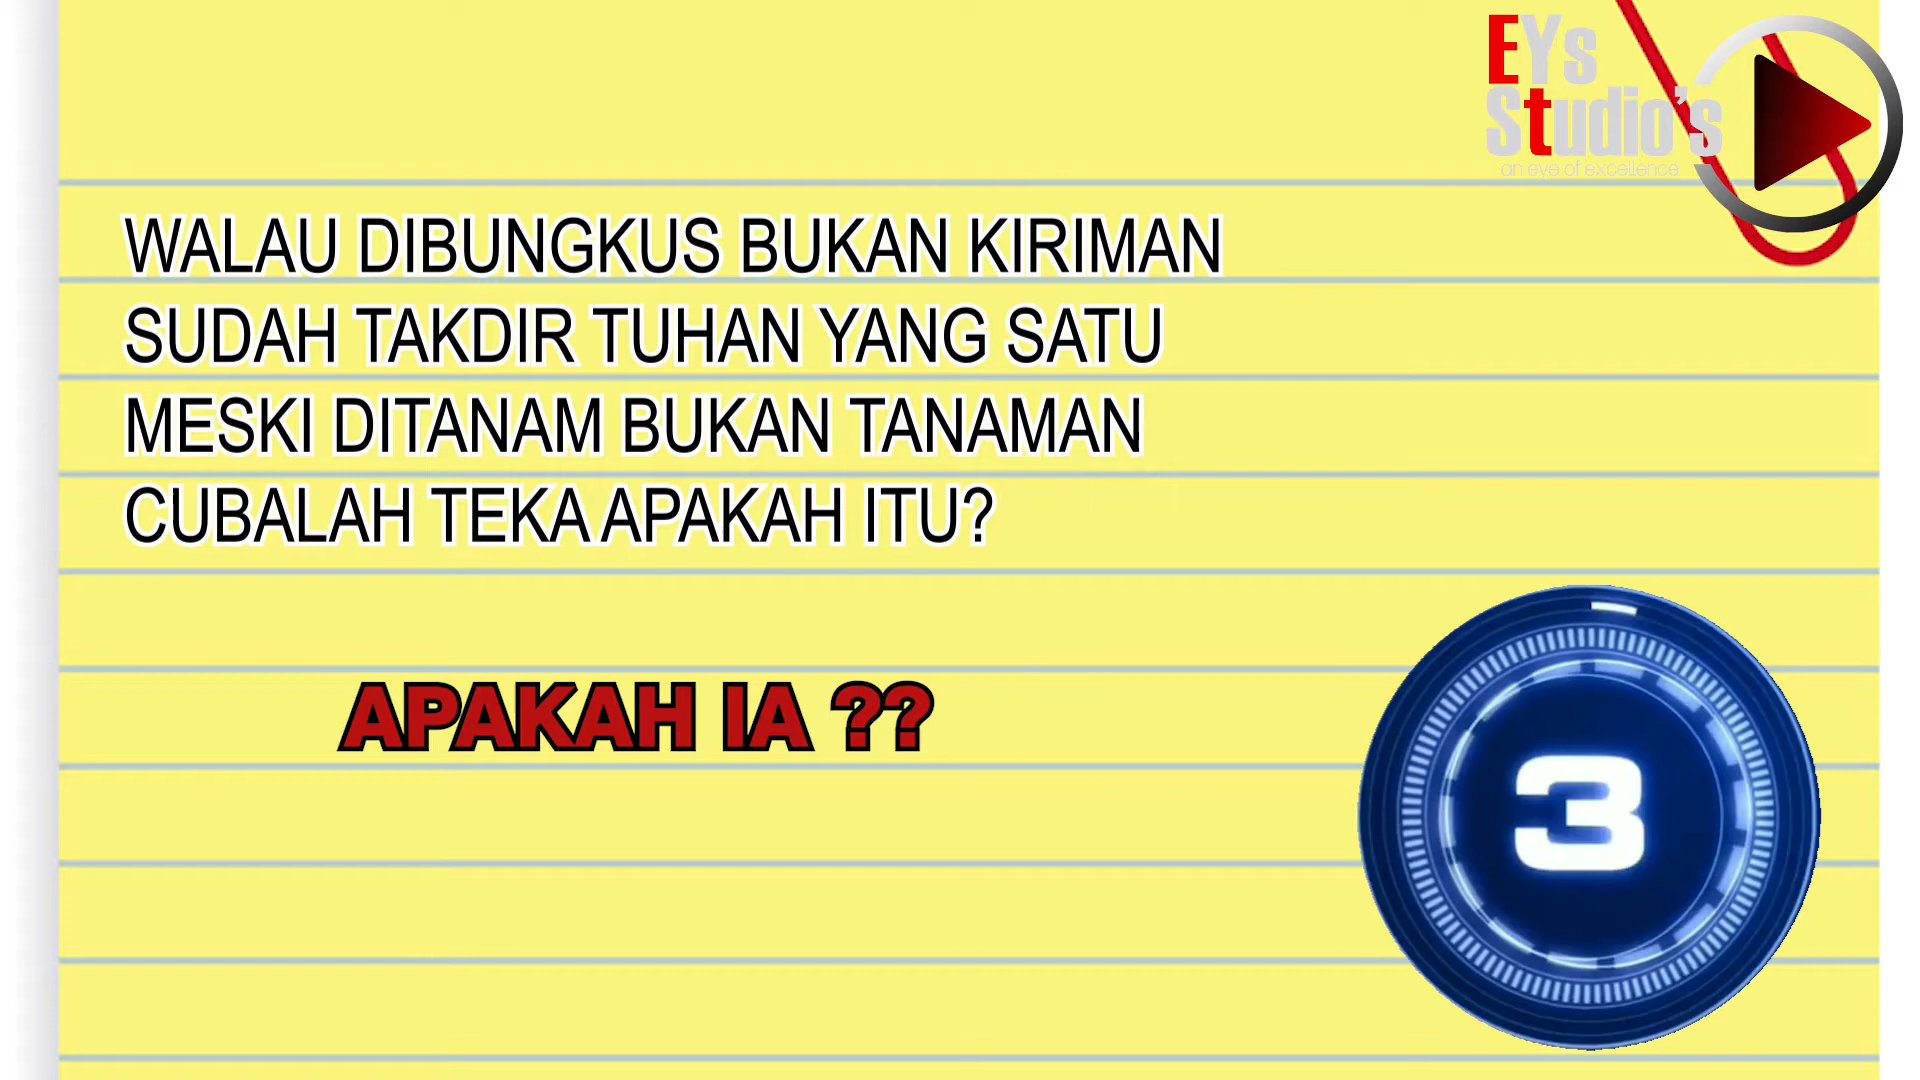 EYs
Studio's
an eye of excellence
WALAU DIBUNGKUS BUKAN KIRIMAN
SUDAH TAKDIR TUHAN YANG SATU
MESKI DITANAM BUKAN TANAMAN
CUBALAH TEKA APAKAH ITU?
APAKAH IA ??
3